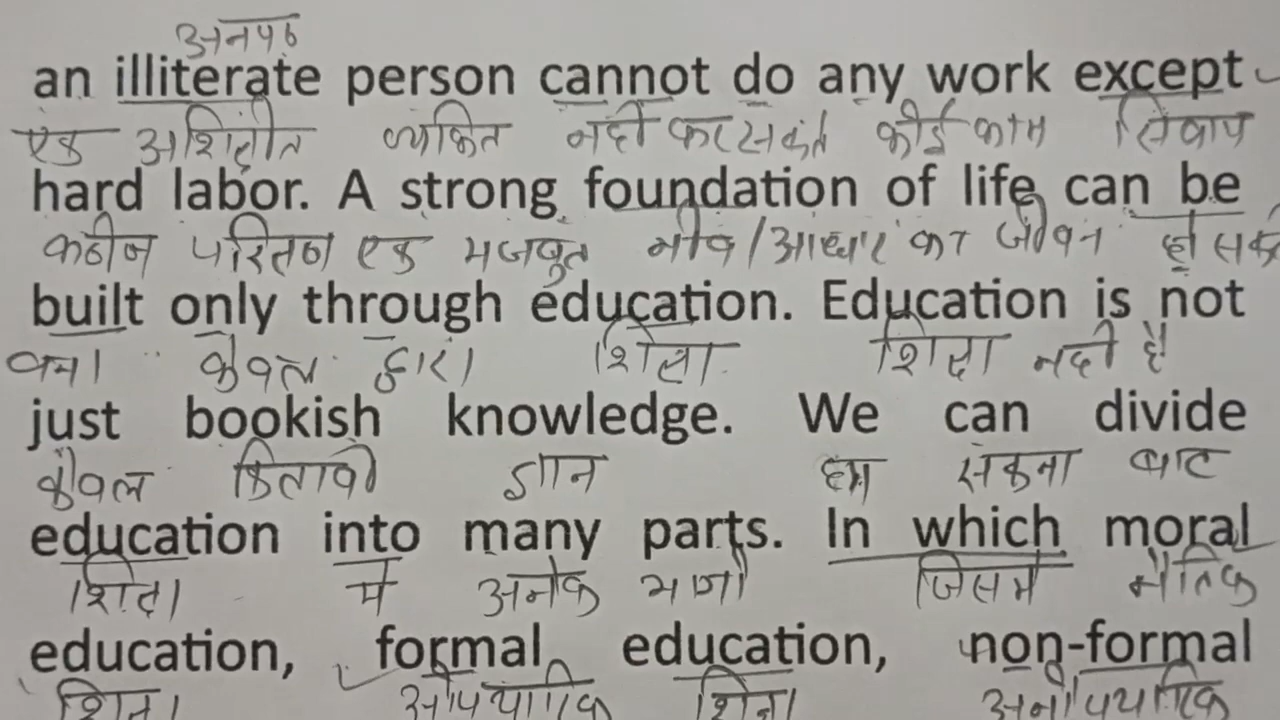 अनपढ
an illiterate person cannot do any work except
एक अशिक्षीत व्यक्ति नही कर सकते कोई काम सिवाए
hard labor. A strong foundation of life can be
कठीन एक मजबुत नीव/आधार का जीवन हो सक
built only through education. Education is not
बना केवल द्वारा शिक्षा शिक्षा नही है
just bookish knowledge. We can divide
केवल किताबी ज्ञान हम सकना बाट
education into many parts. In which moral
शिक्षा मे अनेक जिसमे नैतिक
education, formal education, non-formal
शिक्षा औपचारिक शिक्षा अनौपचारिक